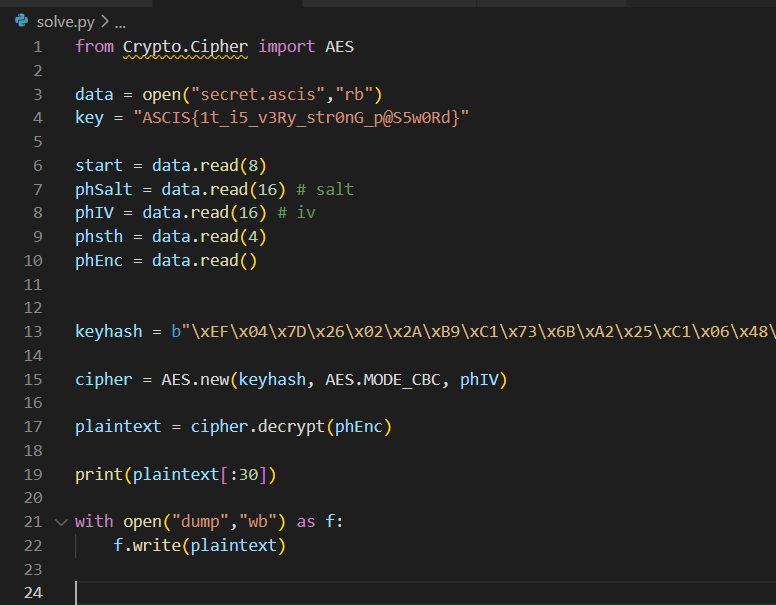 solve.py > ...
1 from Crypto.Cipher import AES
2
3 data = open("secret.ascis","rb")
4 key = "ASCIS{1t_i5_v3Ry_str0nG_p@S5w0Rd}"
5
6 start = data.read(8)
7 phSalt = data.read(16) # salt
8 phIV = data.read(16) # iv
9 phsth = data.read(4)
10 phEnc = data.read()
11
12
13 keyhash = b"\xEF\x04\x7D\x26\x02\x2A\xB9\xC1\x73\x6B\xA2\x25\xC1\x06\x48\
14
15 cipher = AES.new(keyhash, AES.MODE_CBC, phIV)
16
17 plaintext = cipher.decrypt(phEnc)
18
19 print(plaintext[:30])
20
21 with open("dump","wb") as f:
22     f.write(plaintext)
23
24